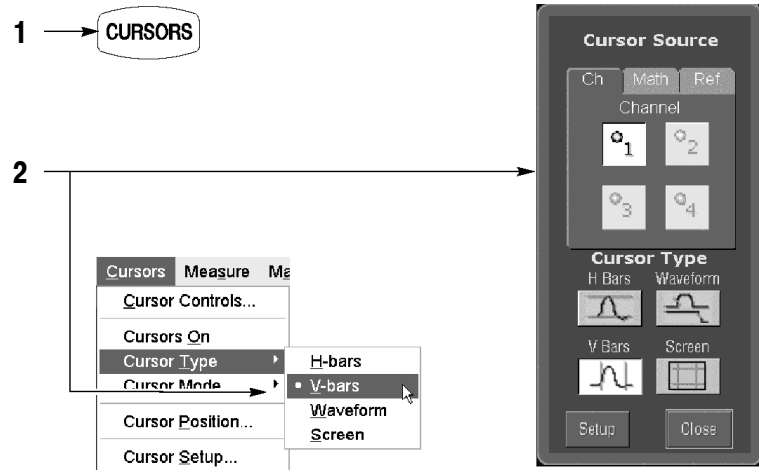 1
CURSORS
2
Cursors Measure Ma
Cursor Controls...
Cursors On
Cursor Type
Cursor Mode
Cursor Position...
Cursor Setup...
H-bars
V-bars
Waveform
Screen
Cursor Source
Ch Math Ref
Channel
1 2
3 4
Cursor Type
H Bars Waveform
V Bars Screen
Setup Close